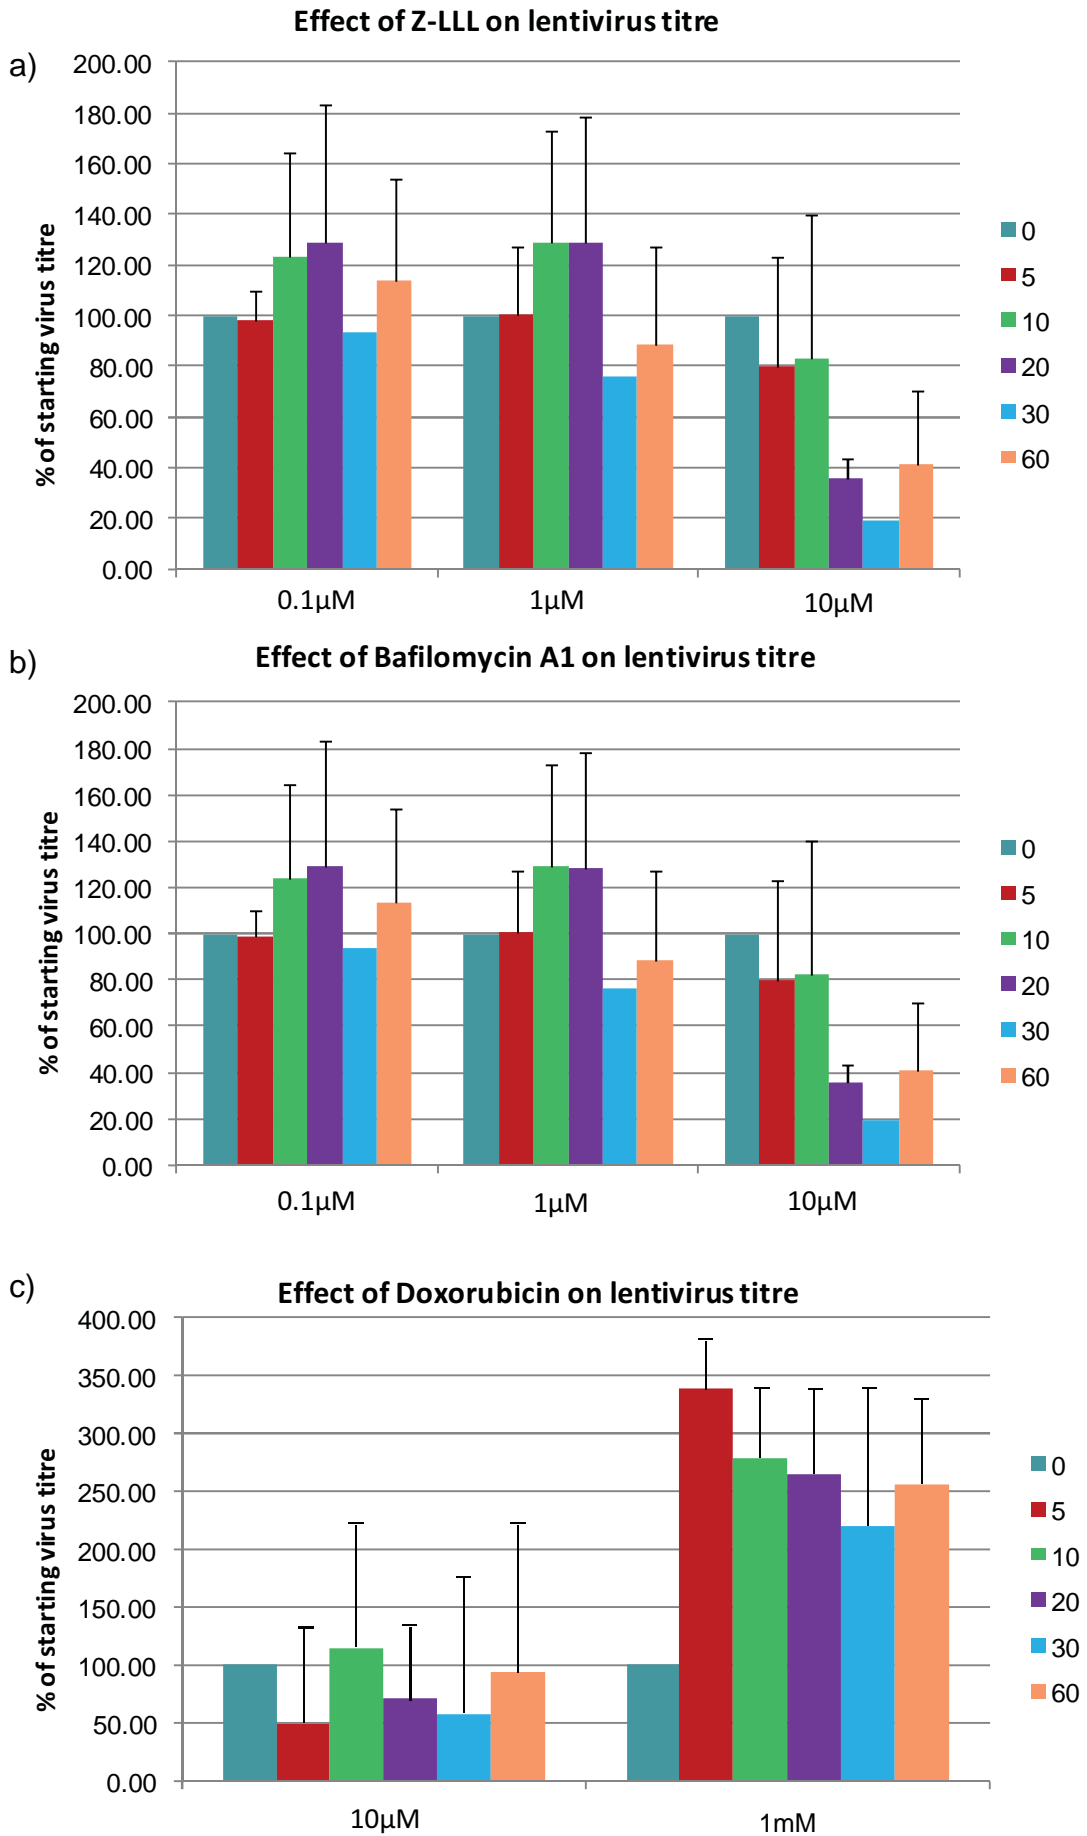 Effect of Z-LLL on lentivirus titre
a)
200.00
180.00
160.00
140.00
120.00
100.00
80.00
60.00
40.00
20.00
0.00
% of starting virus titre
0.1µM
1µM
10µM
0
5
10
20
30
60
b)
Effect of Bafilomycin A1 on lentivirus titre
200.00
180.00
160.00
140.00
120.00
100.00
80.00
60.00
40.00
20.00
0.00
% of starting virus titre
0.1µM
1µM
10µM
0
5
10
20
30
60
c)
Effect of Doxorubicin on lentivirus titre
400.00
350.00
300.00
250.00
200.00
150.00
100.00
50.00
0.00
% of starting virus titre
10µM
1mM
0
5
10
20
30
60